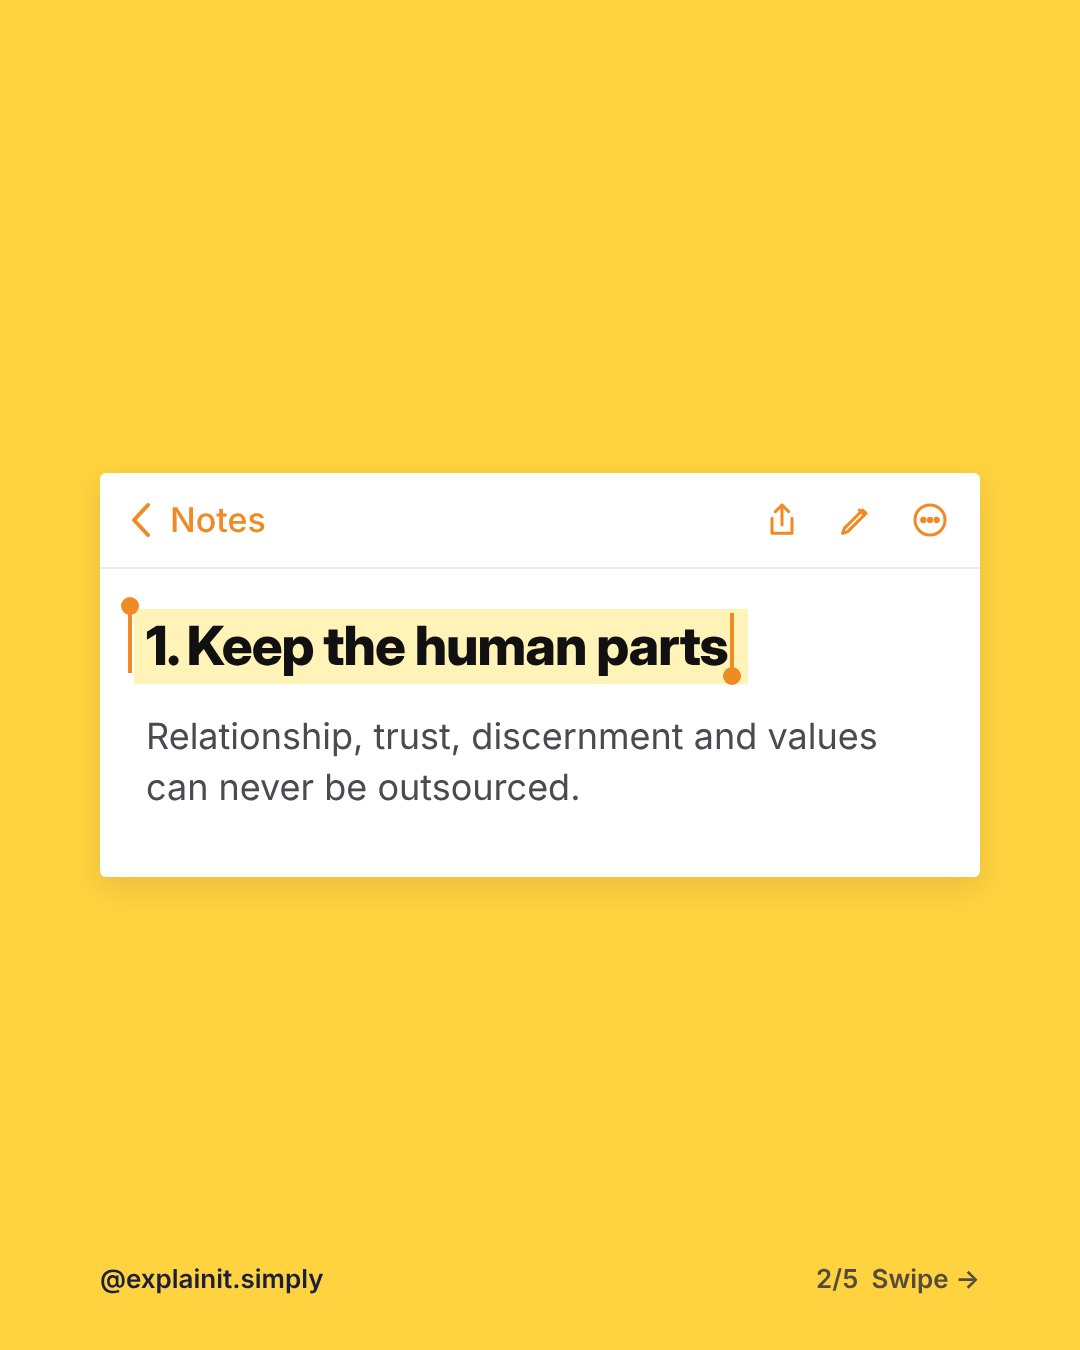 Notes
1. Keep the human parts
Relationship, trust, discernment and values
can never be outsourced.
@explainit.simply
2/5 Swipe →